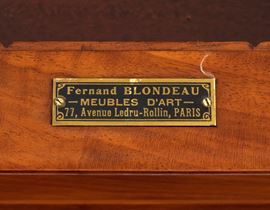 Fernand BLONDEAU
— MEUBLES D'ART —
77, Avenue Ledru-Rollin, PARIS